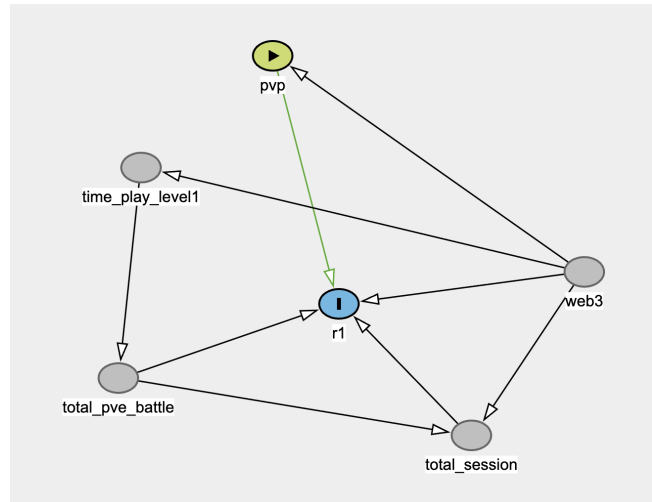 pvp
time_play_level1
web3
r1
total_pve_battle
total_session